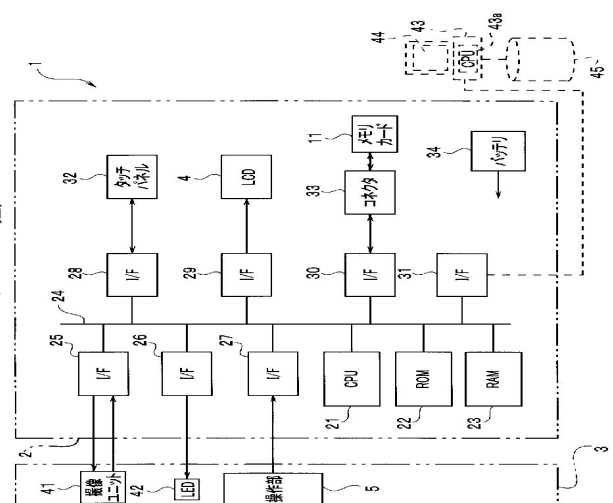 3
5
操作部
42
LED
41
撮像
ユニット
2
21
CPU
22
ROM
23
RAM
27
I/F
26
I/F
25
I/F
24
31
I/F
30
I/F
29
I/F
28
I/F
34
バッテリ
33
コネクタ
11
メモリ
カード
4
LCD
32
タッチ
パネル
1
45
43a
43
CPU
44